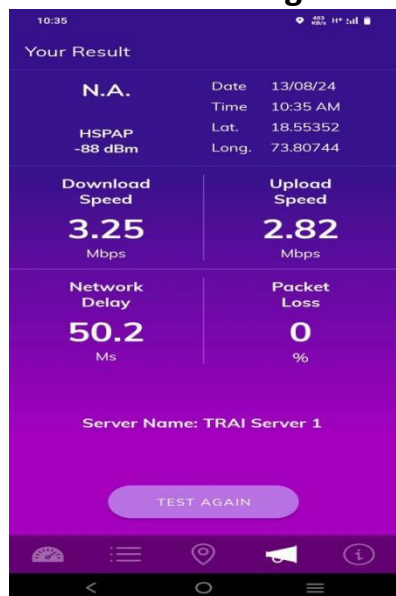 10:35 483 KB/s H+
Your Result
N.A.
HSPAP
-88 dBm
Date 13/08/24
Time 10:35 AM
Lat. 18.55352
Long. 73.80744
Download
Speed
3.25
Mbps
Upload
Speed
2.82
Mbps
Network
Delay
50.2
Ms
Packet
Loss
0
%
Server Name: TRAI Server 1
TEST AGAIN